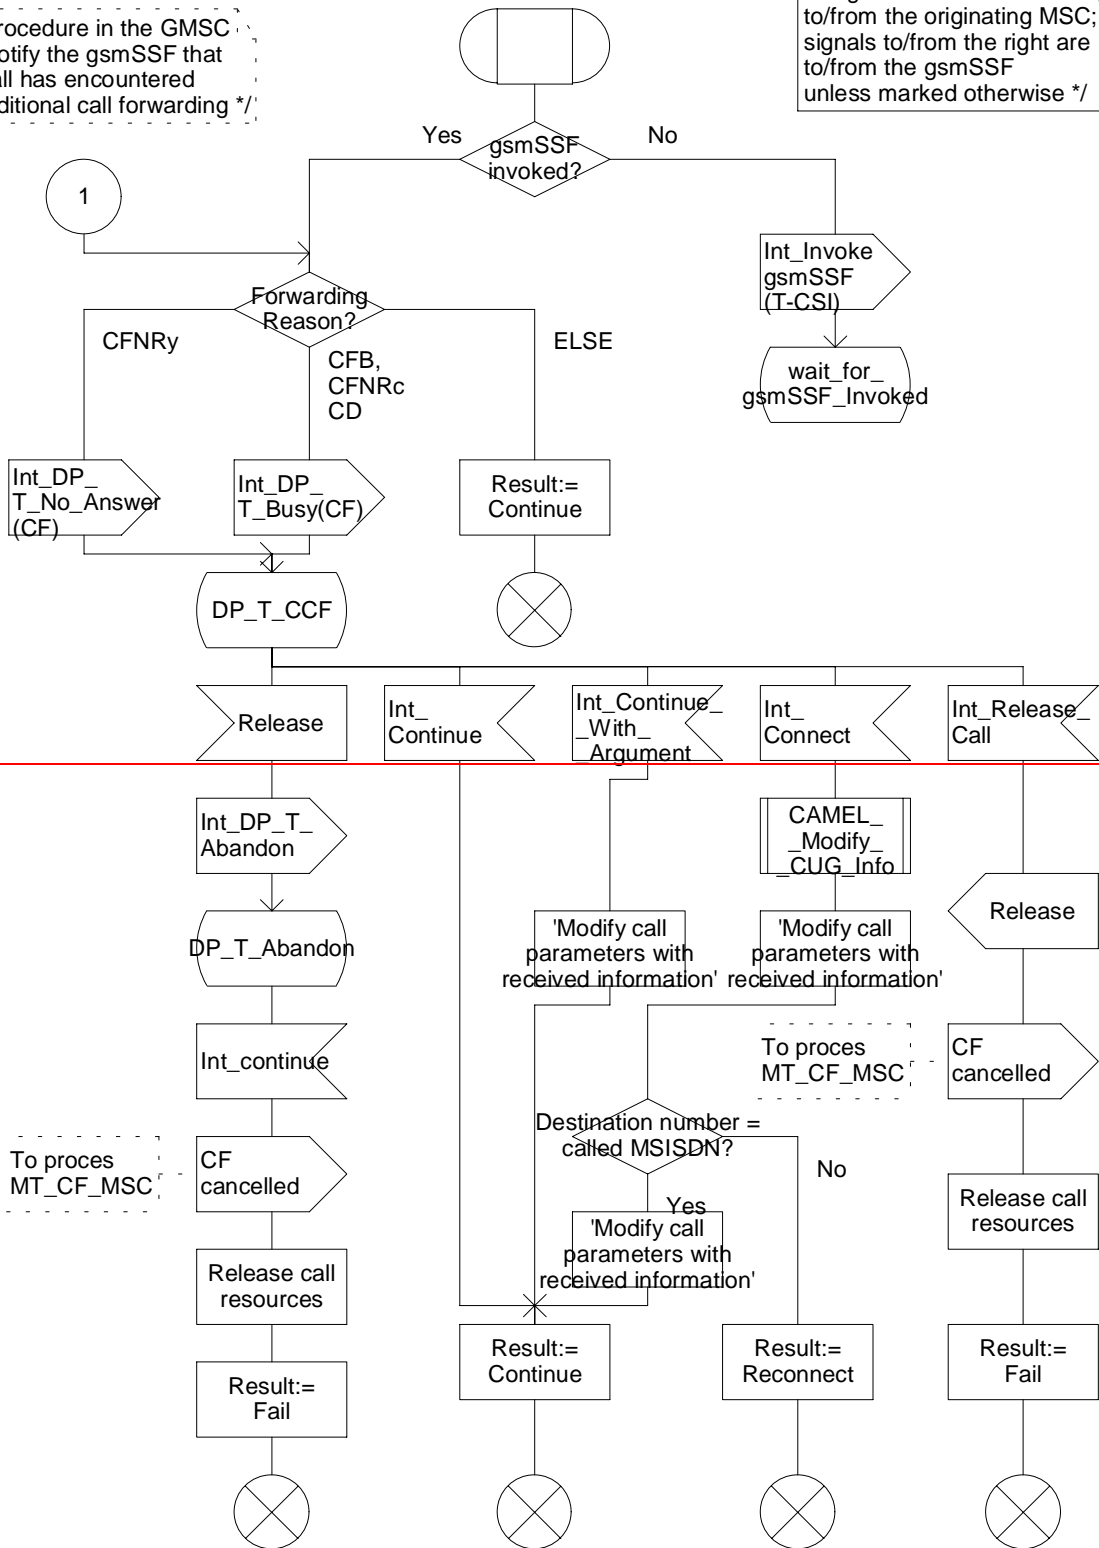 rocedure in the GMSC
otify the gsmSSF that
all has encountered
ditional call forwarding */
to/from the originating MSC;
signals to/from the right are
to/from the gsmSSF
unless marked otherwise */
Yes
gsmSSF
invoked?
No
1
Int_Invoke
gsmSSF
(T-CSI)
Forwarding
Reason?
CFNRy
CFB,
CFNRc
CD
ELSE
wait_for_
gsmSSF_Invoked
Int_DP_
T_No_Answer
(CF)
Int_DP_
T_Busy(CF)
Result:=
Continue
DP_T_CCF
Release
Int_
Continue
Int_Continue_
_With_
_Argument
Int_
Connect
Int_Release_
Call
Int_DP_T_
Abandon
CAMEL_
_Modify_
_CUG_Info
Release
DP_T_Abandon
'Modify call
parameters with
received information'
'Modify call
parameters with
received information'
Int_continue
To proces
MT_CF_MSC
CF
cancelled
Destination number =
called MSISDN?
To proces
MT_CF_MSC
CF
cancelled
No
Yes
Release call
resources
'Modify call
parameters with
received information'
Release call
resources
Result:=
Fail
Result:=
Continue
Result:=
Reconnect
Result:=
Fail